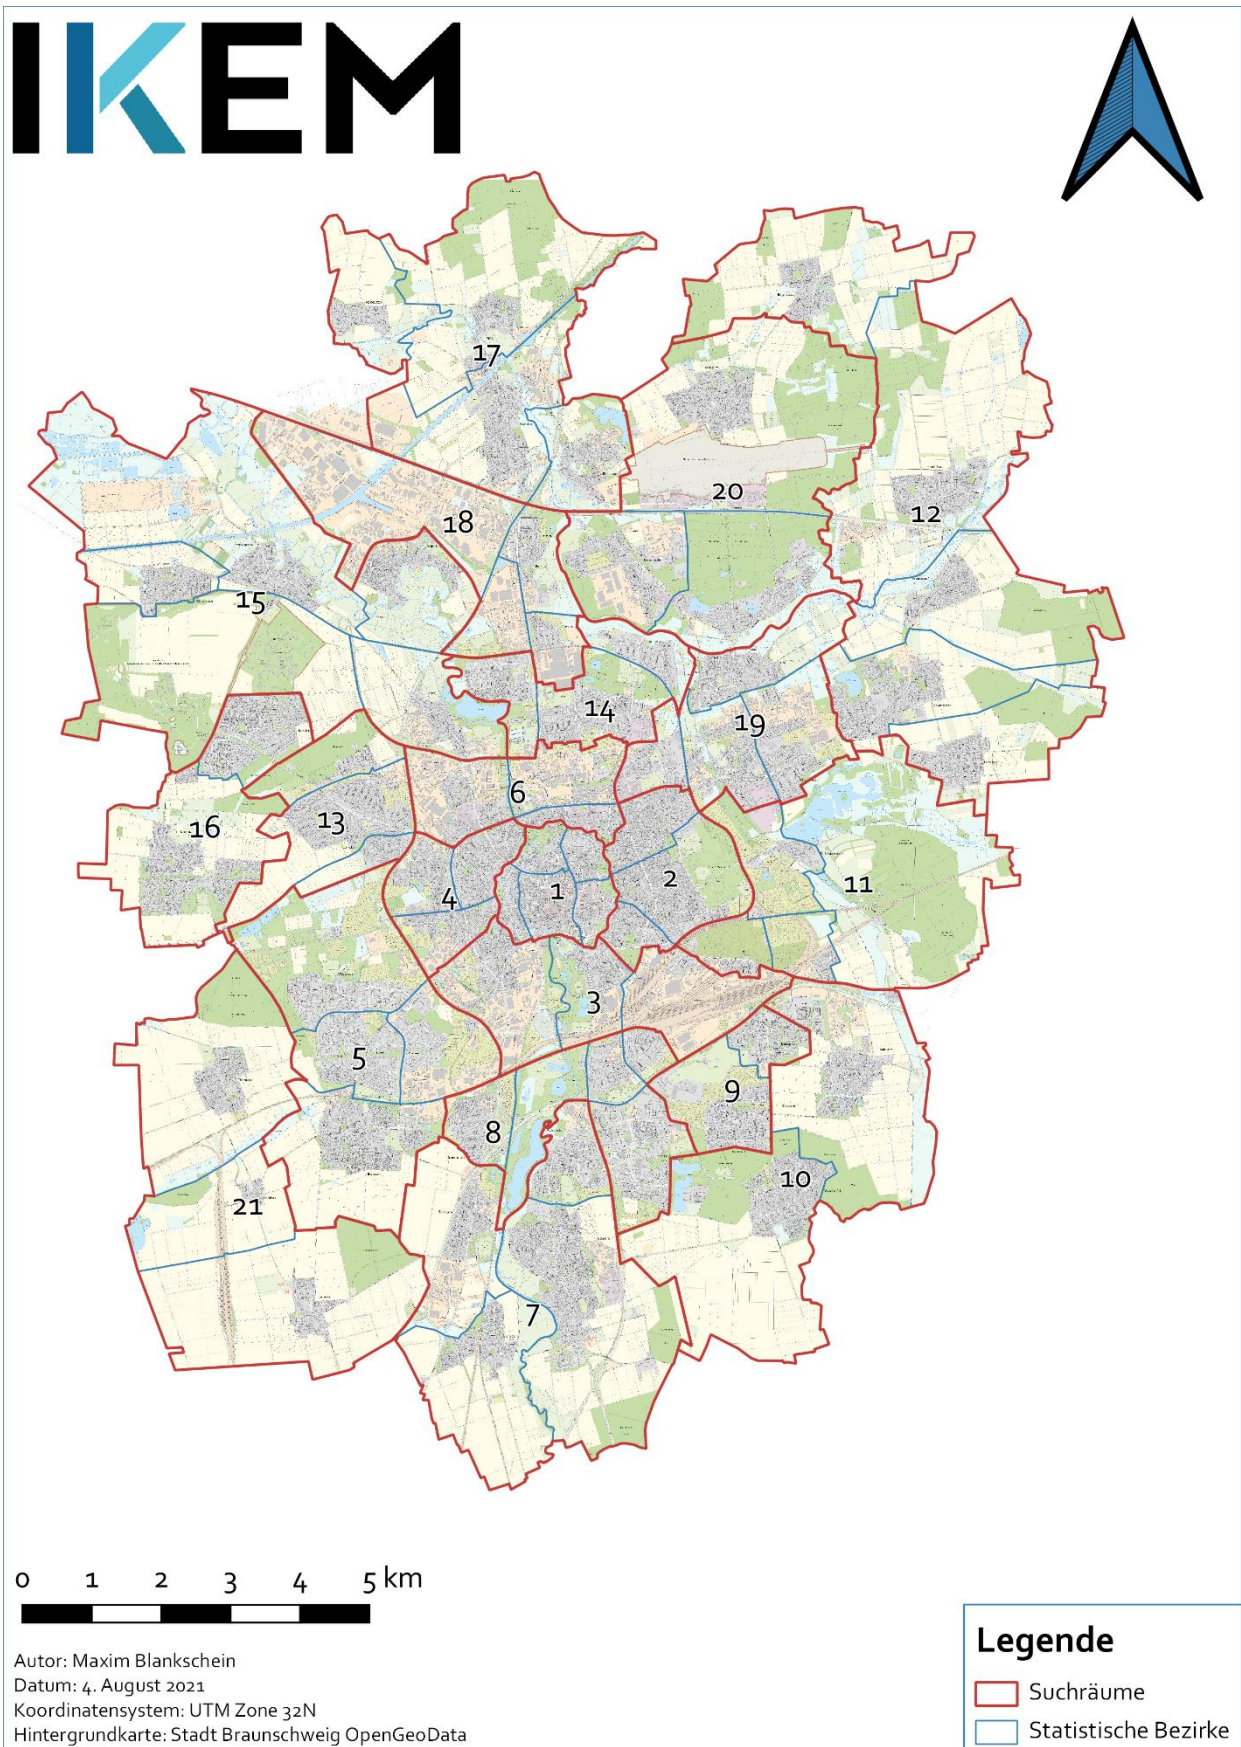 IKEM
17
18
20
12
15
14
19
6
16
13
4
1
2
11
3
5
9
8
10
21
7
0 1 2 3 4 5 km
Autor: Maxim Blankschein
Datum: 4. August 2021
Koordinatensystem: UTM Zone 32N
Hintergrundkarte: Stadt Braunschweig OpenGeoData
Legende
Suchräume
Statistische Bezirke